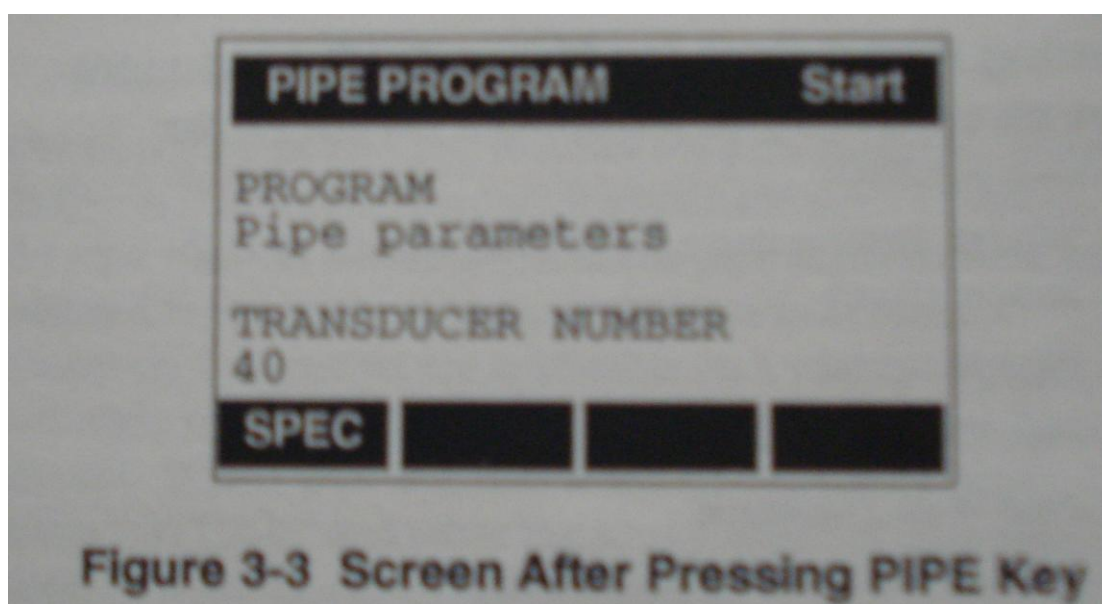 PIPE PROGRAM Start
PROGRAM
Pipe parameters
TRANSDUCER NUMBER
40
SPEC
Figure 3-3 Screen After Pressing PIPE Key